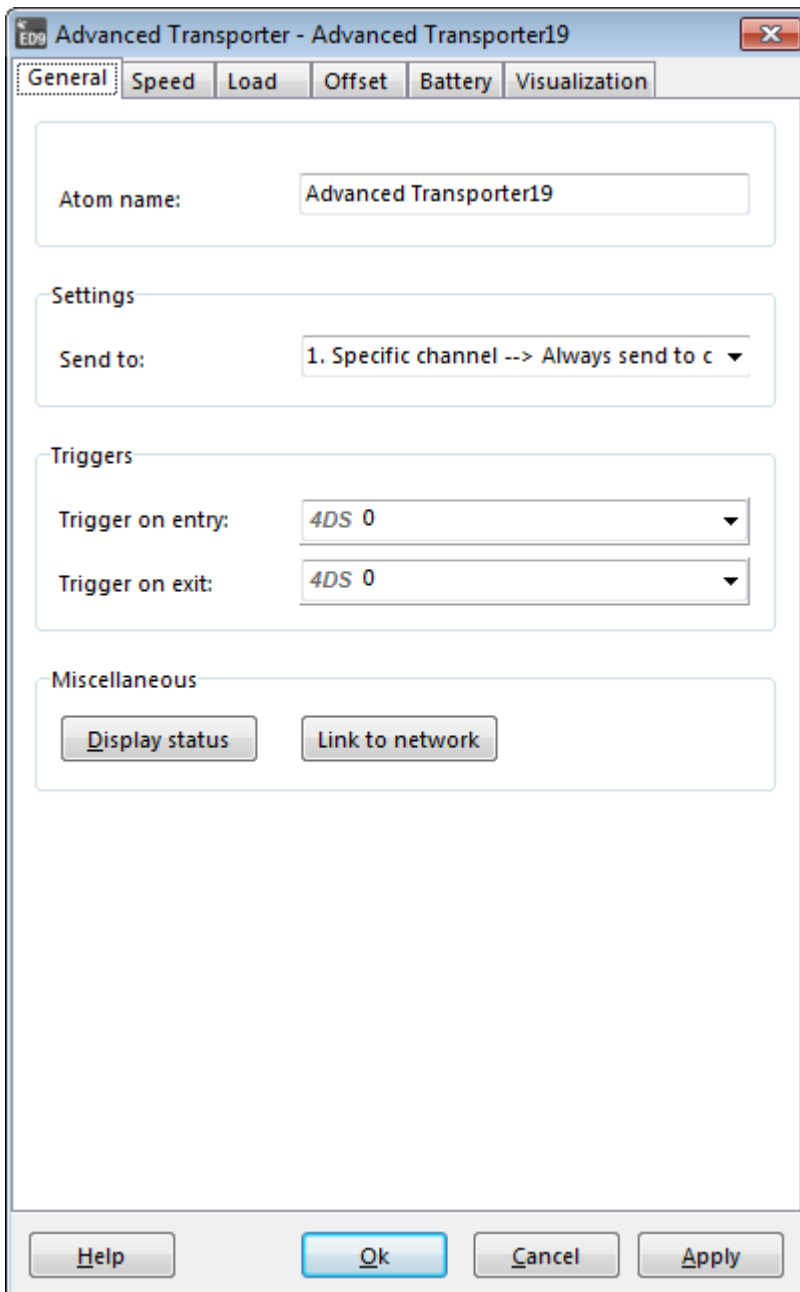 ED9 Advanced Transporter - Advanced Transporter19
General Speed Load Offset Battery Visualization
Atom name: Advanced Transporter19
Settings
Send to: 1. Specific channel --> Always send to c
Triggers
Trigger on entry: 4DS 0
Trigger on exit: 4DS 0
Miscellaneous
Display status Link to network
Help Ok Cancel Apply